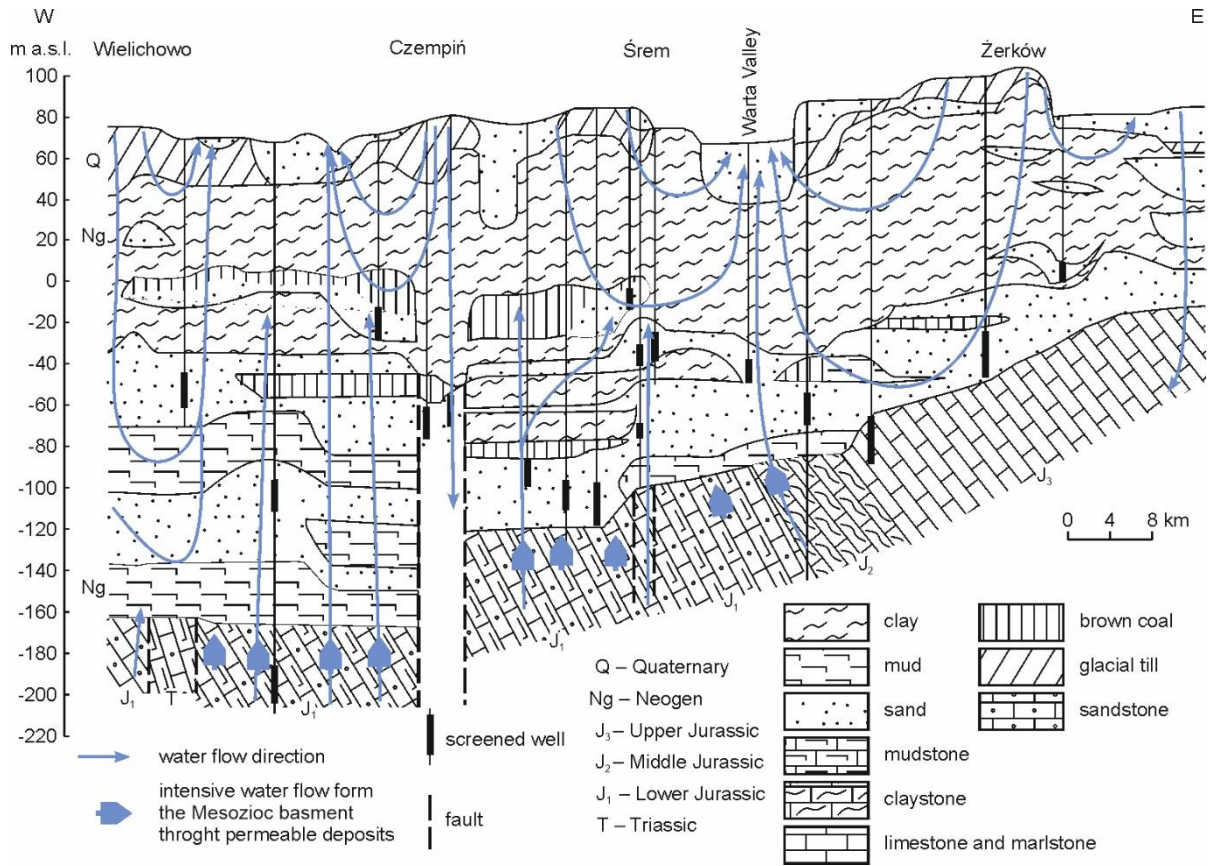 W
E
m a.s.l.
Wielichowo
Czempiń
Śrem
Warta Valley
Żerków
100
80
60
40
20
0
-20
-40
-60
-80
-100
-120
-140
-160
-180
-200
-220
Q
Ng
Ng
J1
T
J1
J1
J1
J2
J3
0 4 8 km
water flow direction
intensive water flow form
the Mesozioc basment
throght permeable deposits
screened well
fault
Q – Quaternary
Ng – Neogen
J3 – Upper Jurassic
J2 – Middle Jurassic
J1 – Lower Jurassic
T – Triassic
clay
mud
sand
mudstone
claystone
limestone and marlstone
brown coal
glacial till
sandstone